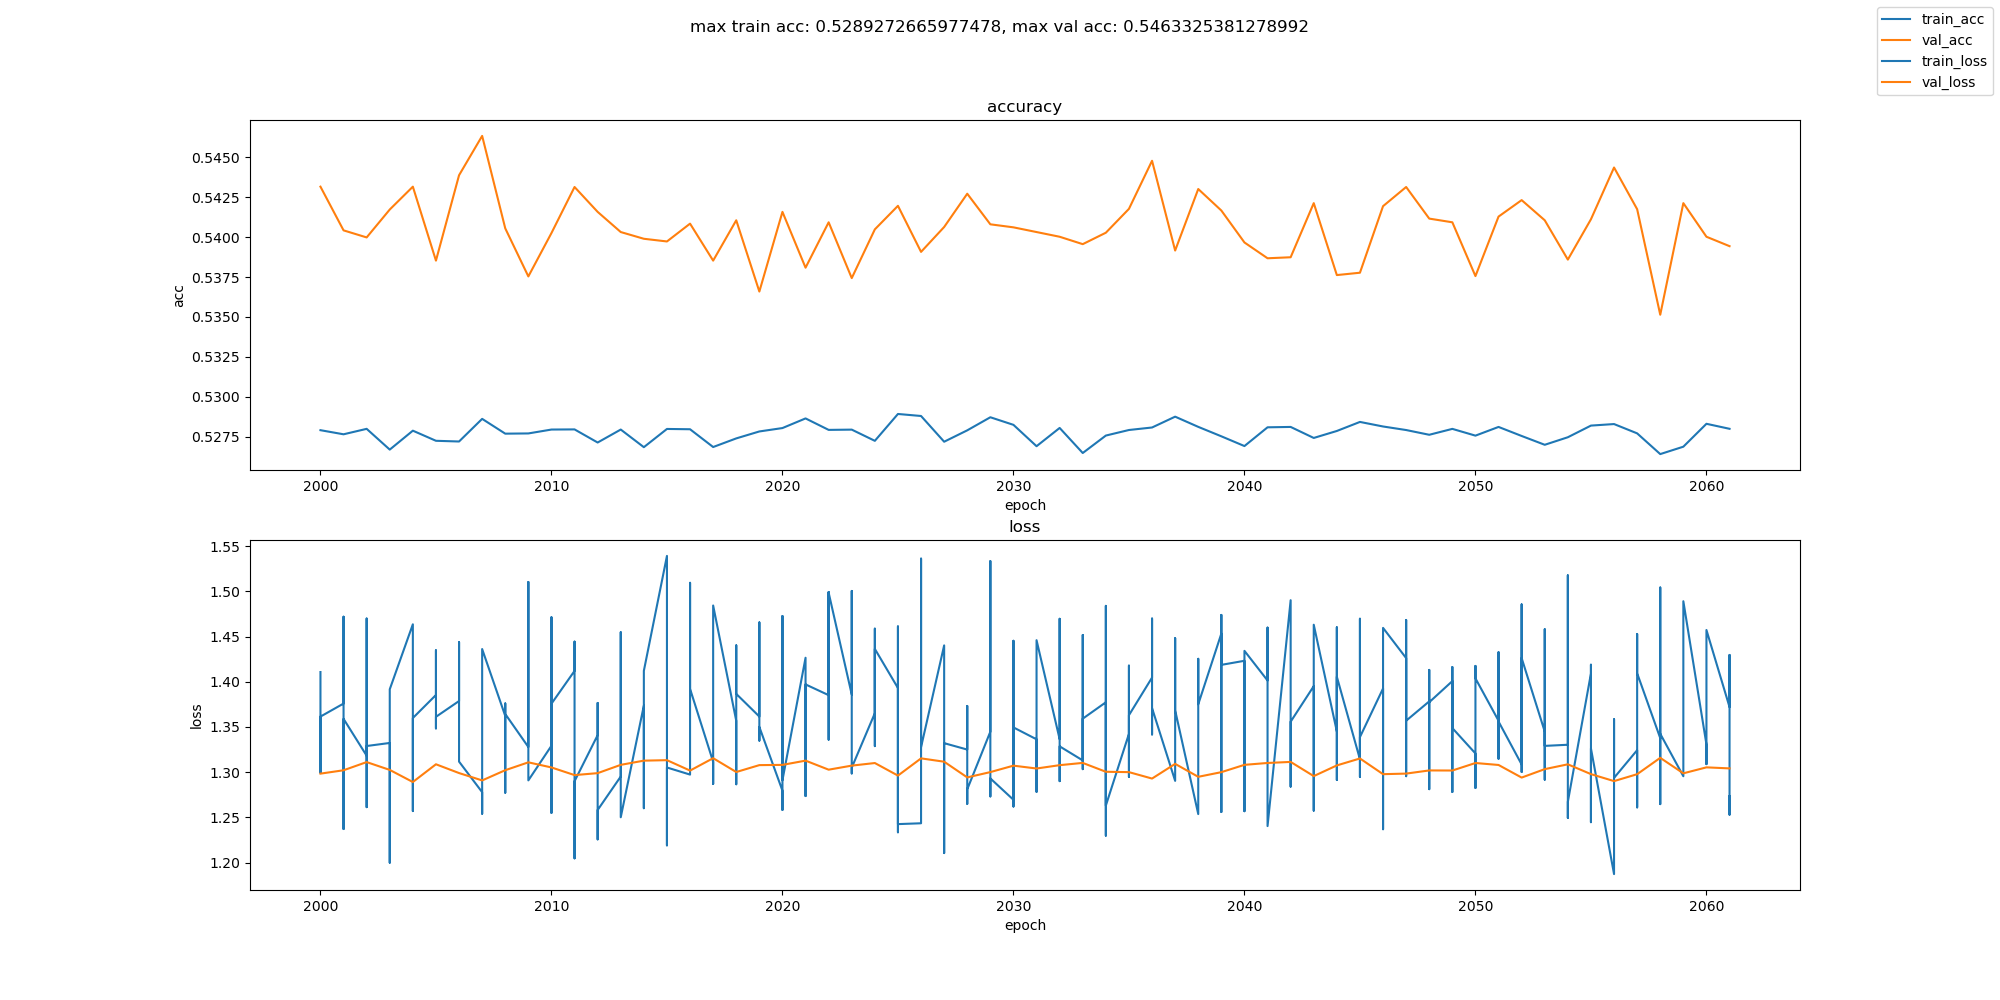 max train acc: 0.5289272665977478, max val acc: 0.5463325381278992
train_acc
val_acc
train_loss
val_loss
accuracy
acc
0.5450
0.5425
0.5400
0.5375
0.5350
0.5325
0.5300
0.5275
2000 2010 2020 2030 2040 2050 2060
epoch
loss
loss
1.55
1.50
1.45
1.40
1.35
1.30
1.25
1.20
2000 2010 2020 2030 2040 2050 2060
epoch